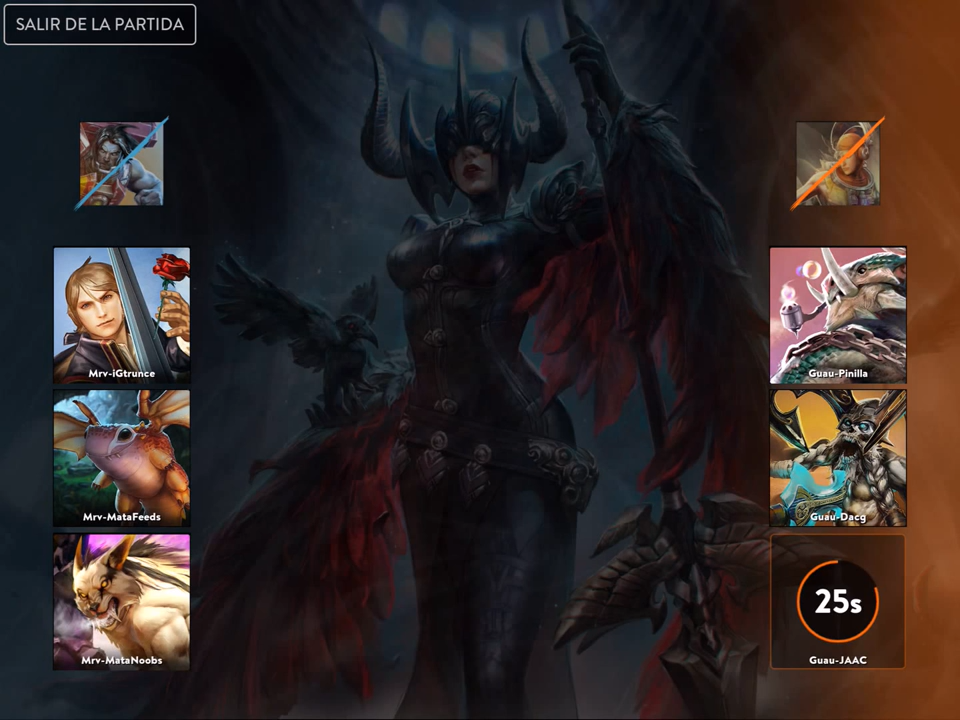 SALIR DE LA PARTIDA
Mrv-iGtrunce
Guau-Pinilla
Mrv-MataFeeds
Guau-Dacg
25s
Mrv-MataNoobs
Guau-JAAC